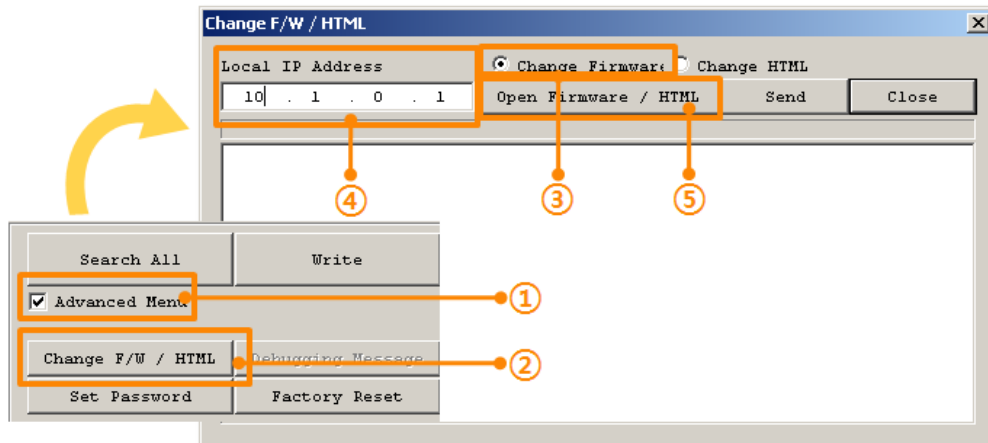 Change F/W / HTML
Local IP Address
Change Firmware
Change HTML
10 . 1 . 0 . 1
Open Firmware / HTML
Send
Close
④
③
⑤
Search All
Write
Advanced Menu
①
Change F/W / HTML
Debugging Message
②
Set Password
Factory Reset